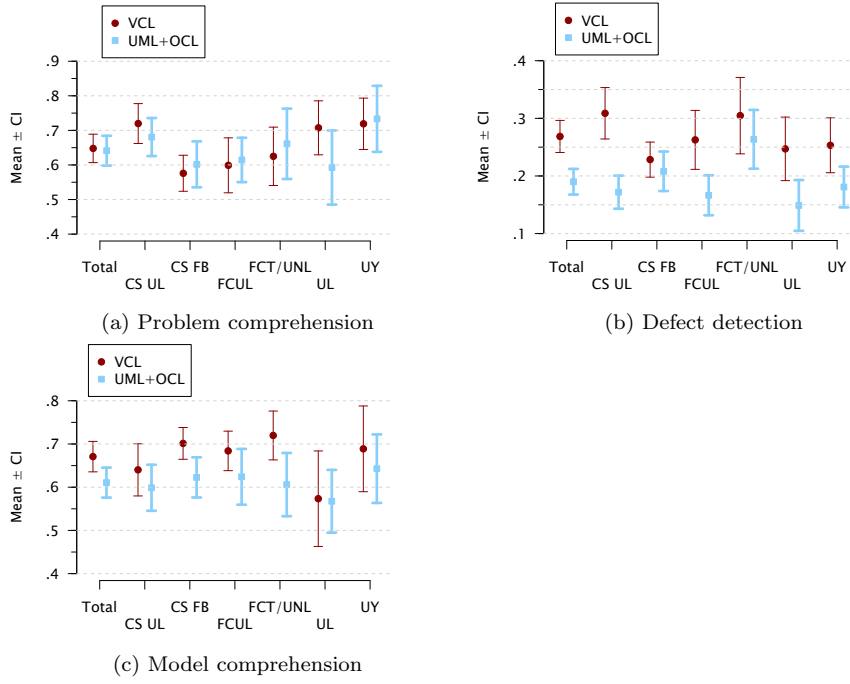 VCL
UML+OCL
Mean ± CI
.9
.8
.7
.6
.5
.4
Total
CS UL
CS FB
FCUL
FCT/UNL
UL
UY
(a) Problem comprehension
VCL
UML+OCL
Mean ± CI
.4
.3
.2
.1
Total
CS UL
CS FB
FCUL
FCT/UNL
UL
UY
(b) Defect detection
VCL
UML+OCL
Mean ± CI
.8
.7
.6
.5
.4
Total
CS UL
CS FB
FCUL
FCT/UNL
UL
UY
(c) Model comprehension